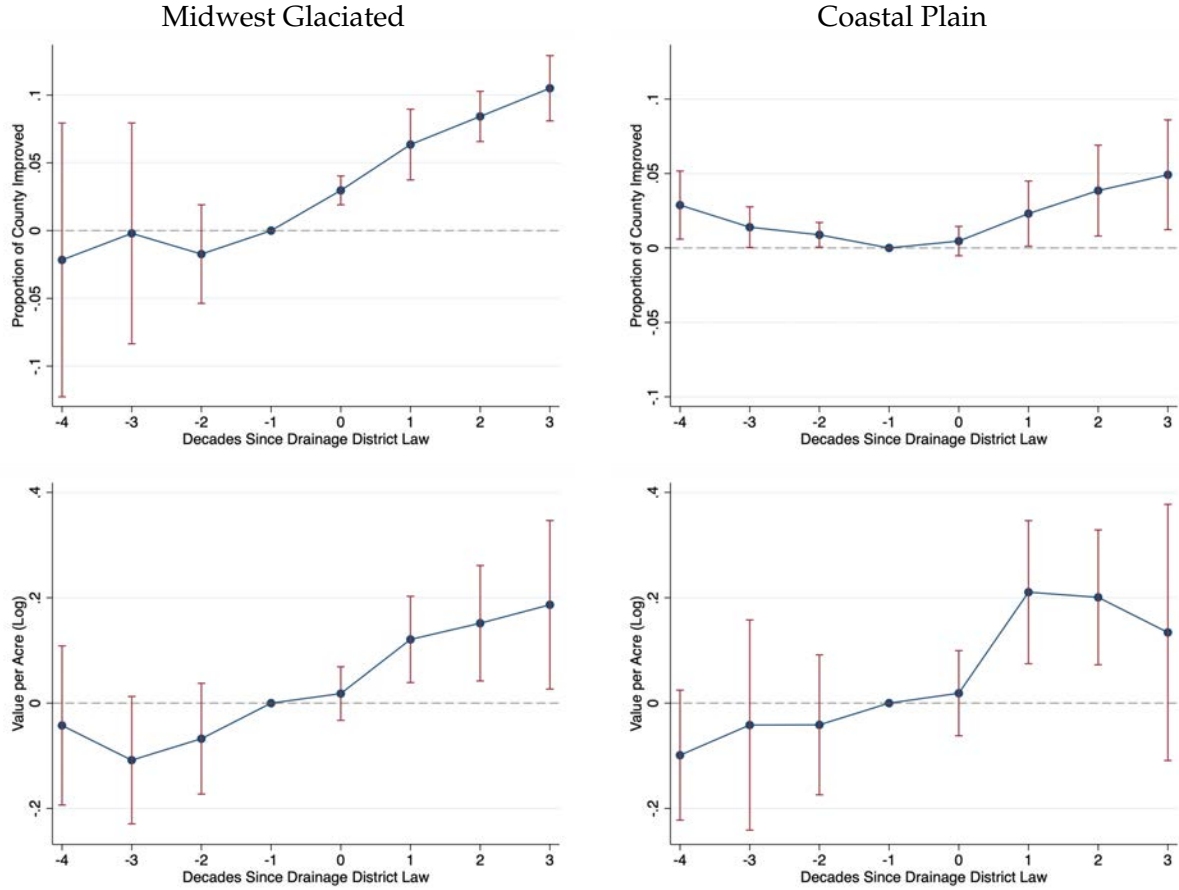 Midwest Glaciated
Coastal Plain
Proportion of County Improved
.1
.05
0
-.05
-.1
-4 -3 -2 -1 0 1 2 3
Decades Since Drainage District Law
Proportion of County Improved
.1
.05
0
-.05
-.1
-4 -3 -2 -1 0 1 2 3
Decades Since Drainage District Law
Value per Acre (Log)
.4
.2
0
-.2
-4 -3 -2 -1 0 1 2 3
Decades Since Drainage District Law
Value per Acre (Log)
.4
.2
0
-.2
-4 -3 -2 -1 0 1 2 3
Decades Since Drainage District Law